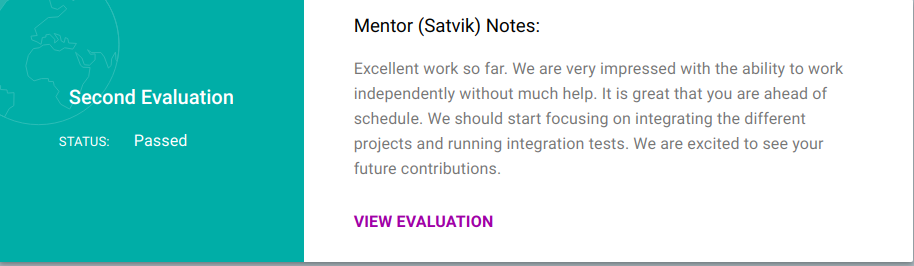 Second Evaluation
STATUS: Passed
Mentor (Satvik) Notes:
Excellent work so far. We are very impressed with the ability to work
independently without much help. It is great that you are ahead of
schedule. We should start focusing on integrating the different
projects and running integration tests. We are excited to see your
future contributions.
VIEW EVALUATION